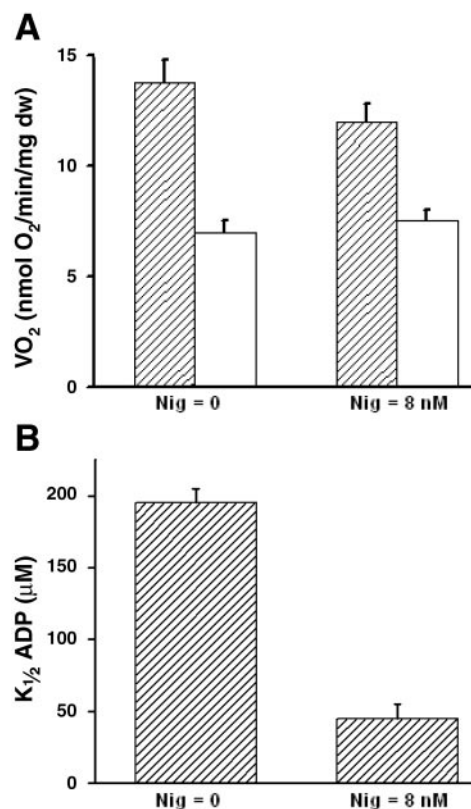 A
VO₂ (nmol O₂/min/mg dw)
15
10
5
0
Nig = 0
Nig = 8 nM
B
K½ ADP (μM)
200
150
100
50
0
Nig = 0
Nig = 8 nM